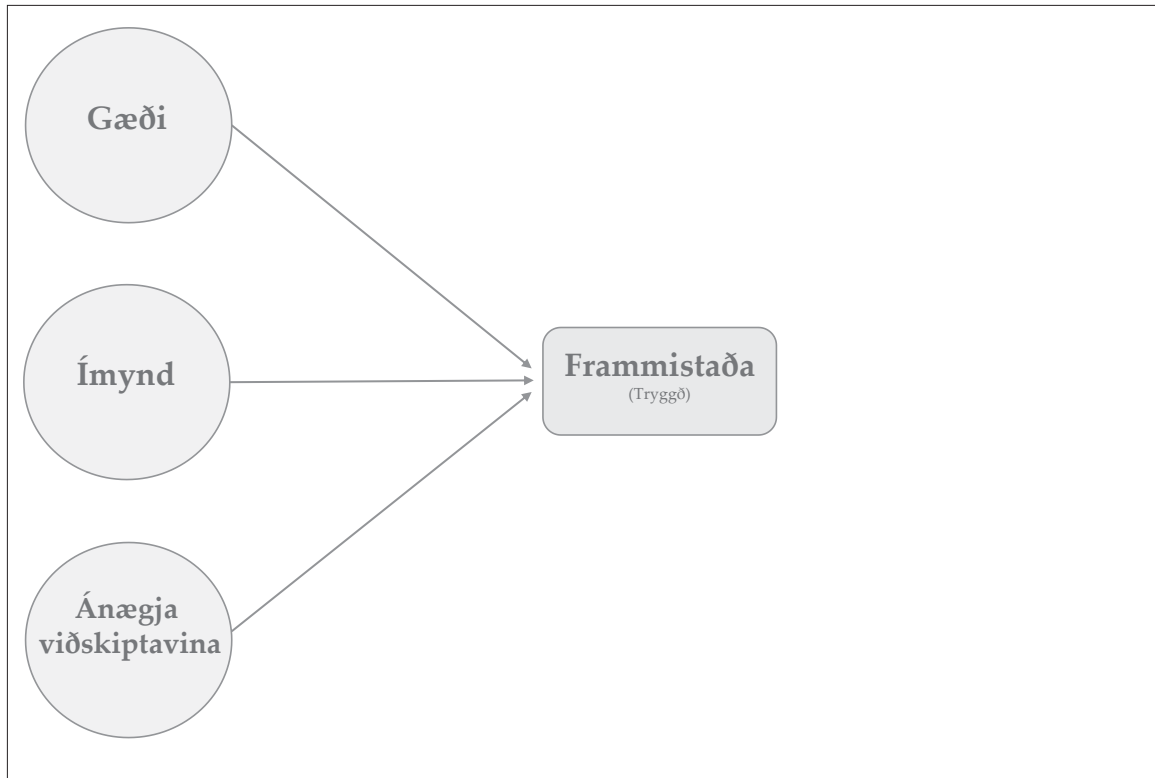 Gæði
Ímynd
Frammistaða
(Tryggð)
Ánægja
viðskiptavina